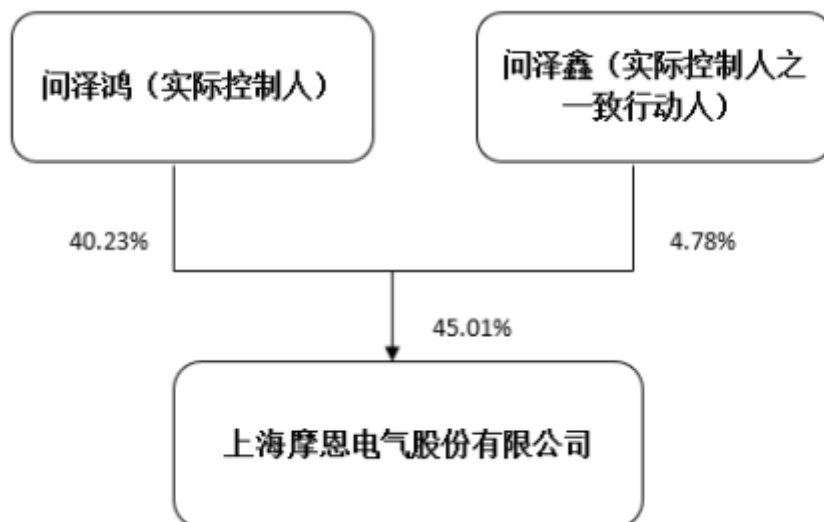 问泽鸿（实际控制人）
问泽鑫（实际控制人之
一致行动人）
40.23%
4.78%
45.01%
上海摩恩电气股份有限公司